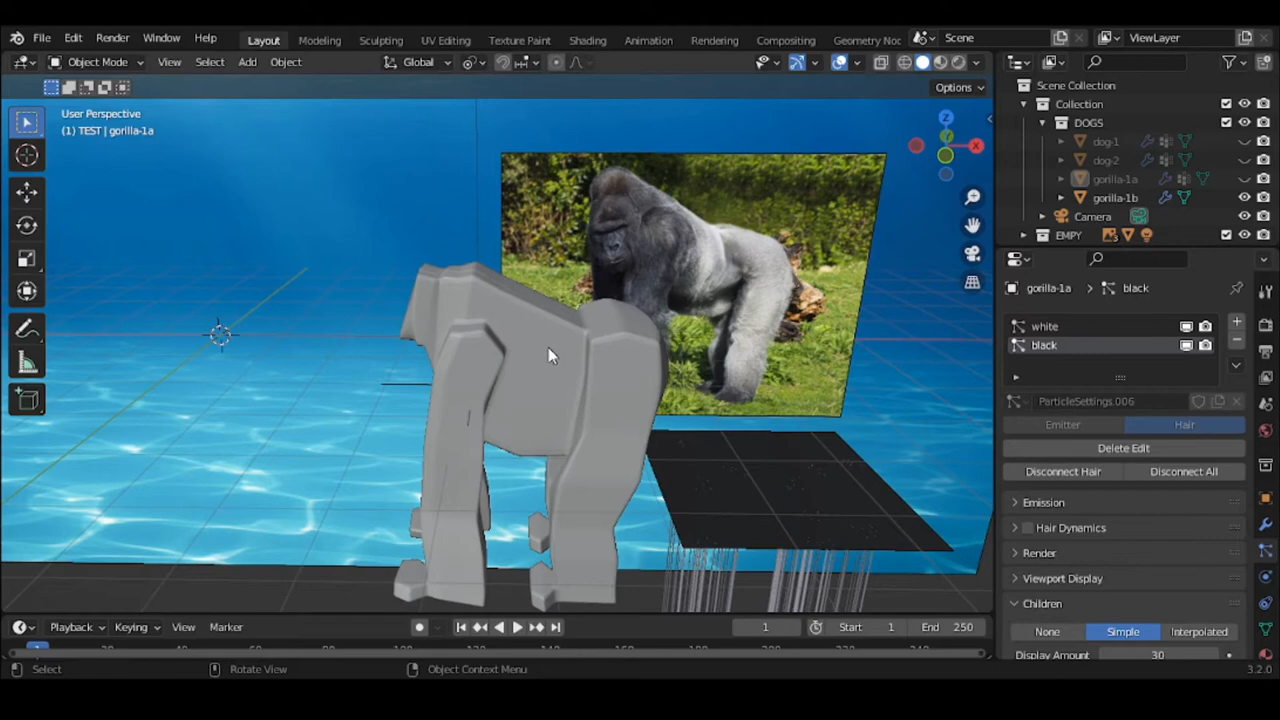 File Edit Render Window Help Layout Modeling Sculpting UV Editing Texture Paint Shading Animation Rendering Compositing Geometry Noc Scene ViewLayer
Object Mode View Select Add Object Global
Options
User Perspective
(1) TEST | gorilla-1a
Z
Y
X
Scene Collection
Collection
DOGS
dog-1
dog-2
gorilla-1a
gorilla-1b
Camera
EMPY 3
gorilla-1a black
white
black
ParticleSettings.006
Emitter Hair
Delete Edit
Disconnect Hair Disconnect All
Emission
Hair Dynamics
Render
Viewport Display
Children
None Simple Interpolated
Display Amount 30
Playback Keying View Marker 1 Start 1 End 250
1
Select Rotate View Object Context Menu 3.2.0